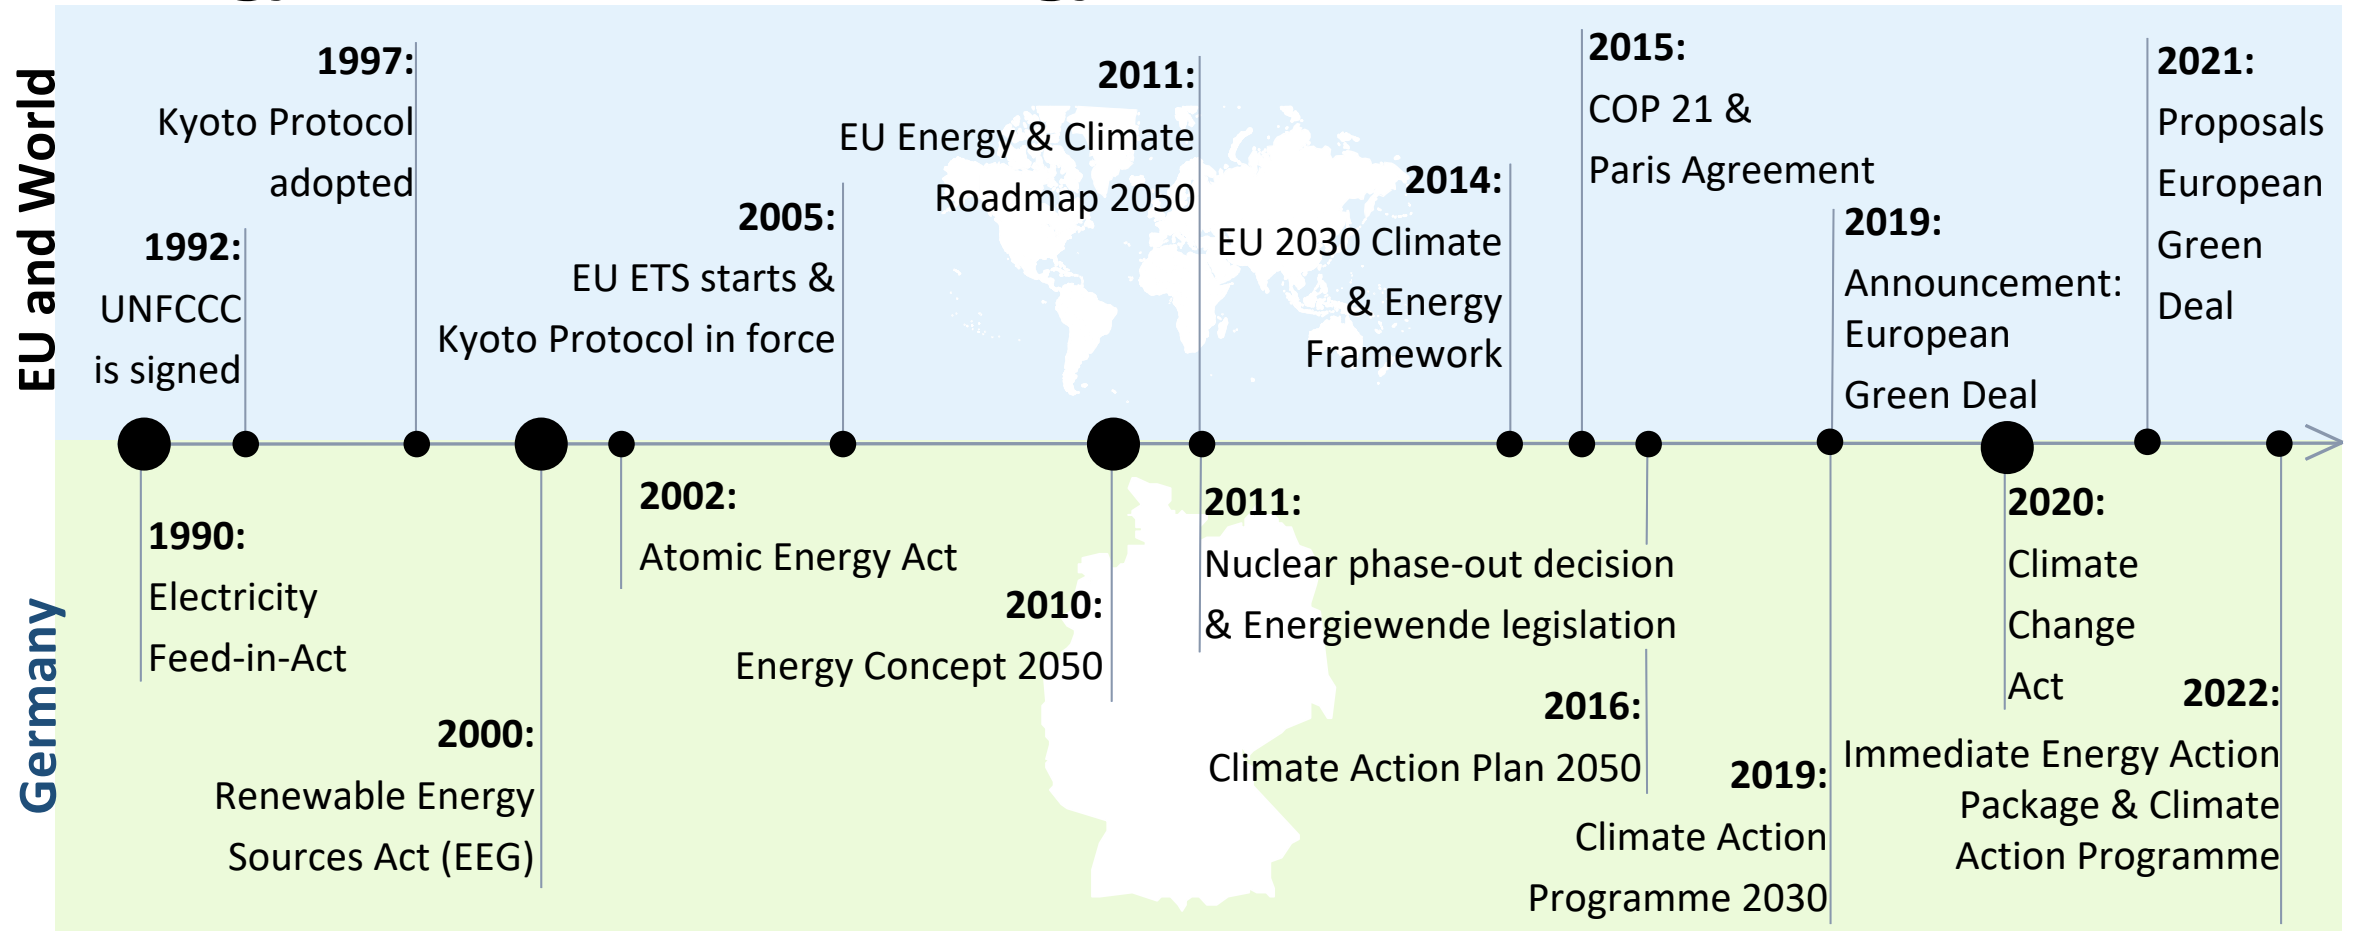 EU and World
1997:
Kyoto Protocol
adopted
1992:
UNFCCC
is signed
2005:
EU ETS starts &
Kyoto Protocol in force
2011:
EU Energy & Climate
Roadmap 2050
2014:
EU 2030 Climate
& Energy
Framework
2015:
COP 21 &
Paris Agreement
2019:
Announcement:
European
Green Deal
2021:
Proposals
European
Green
Deal
Germany
1990:
Electricity
Feed-in-Act
2000:
Renewable Energy
Sources Act (EEG)
2002:
Atomic Energy Act
2010:
Energy Concept 2050
2011:
Nuclear phase-out decision
& Energiewende legislation
2016:
Climate Action Plan 2050
2019:
Climate Action
Programme 2030
2020:
Climate
Change
Act
2022:
Immediate Energy Action
Package & Climate
Action Programme